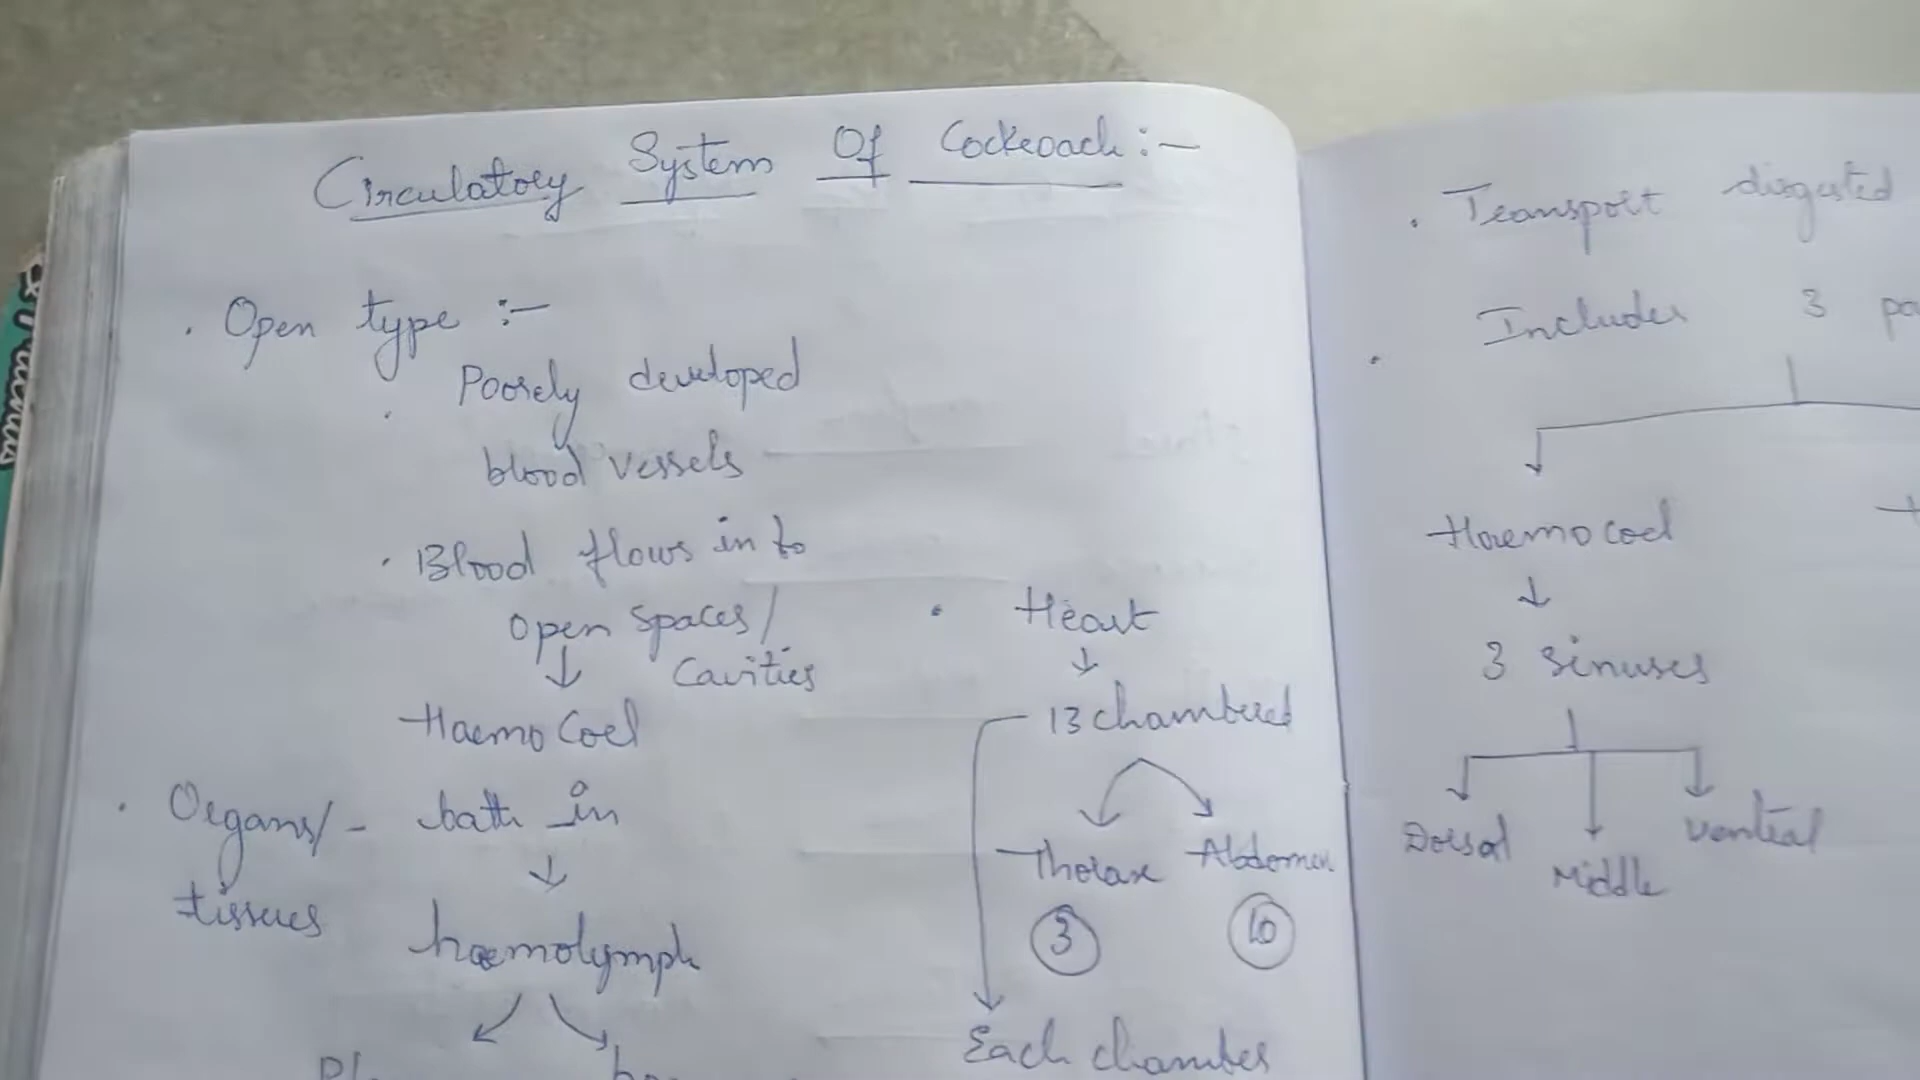 Circulatory System Of Cockroach :-
. Open type :-
. Poorely developed
blood vessels
. Blood flows in to
open spaces/
cavities
↓
Haemo Coel
. Organs/ - bath in
tissues
↓
haemolymph
. Heart
↓
13 chambered
Thorax Abdomen
3 10
Each chamber
. Transport disgested
. Includes 3
Haemo coel
↓
3 sinuses
Dorsal Middle ventral